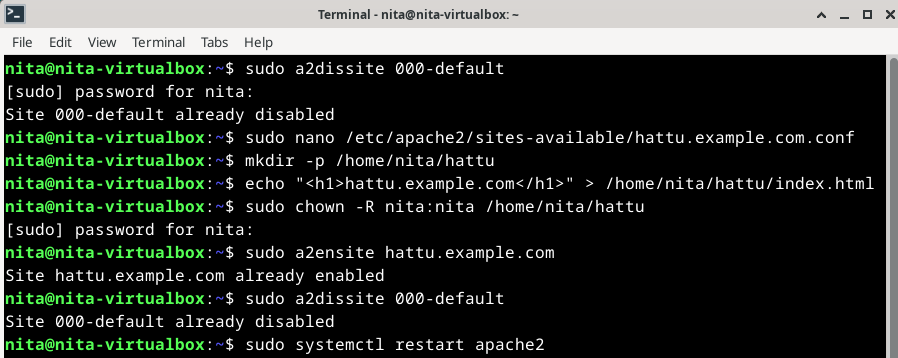 Terminal - nita@nita-virtualbox: ~
File Edit View Terminal Tabs Help
nita@nita-virtualbox:~$ sudo a2dissite 000-default
[sudo] password for nita:
Site 000-default already disabled
nita@nita-virtualbox:~$ sudo nano /etc/apache2/sites-available/hattu.example.com.conf
nita@nita-virtualbox:~$ mkdir -p /home/nita/hattu
nita@nita-virtualbox:~$ echo "<h1>hattu.example.com</h1>" > /home/nita/hattu/index.html
nita@nita-virtualbox:~$ sudo chown -R nita:nita /home/nita/hattu
[sudo] password for nita:
nita@nita-virtualbox:~$ sudo a2ensite hattu.example.com
Site hattu.example.com already enabled
nita@nita-virtualbox:~$ sudo a2dissite 000-default
Site 000-default already disabled
nita@nita-virtualbox:~$ sudo systemctl restart apache2